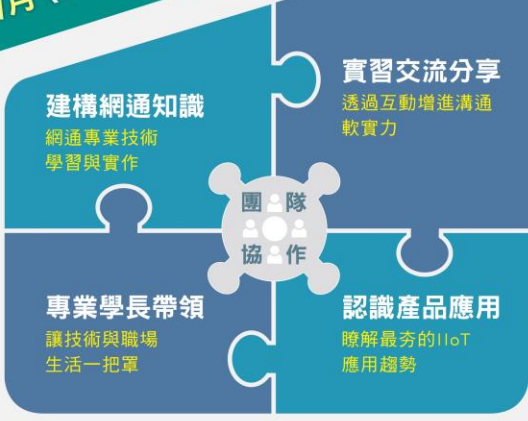 建構網通知識
網通專業技術
學習與實作
實習交流分享
透過互動增進溝通
軟實力
團隊
協作
專業學長帶領
讓技術與職場
生活一把罩
認識產品應用
瞭解最夯的IIoT
應用趨勢